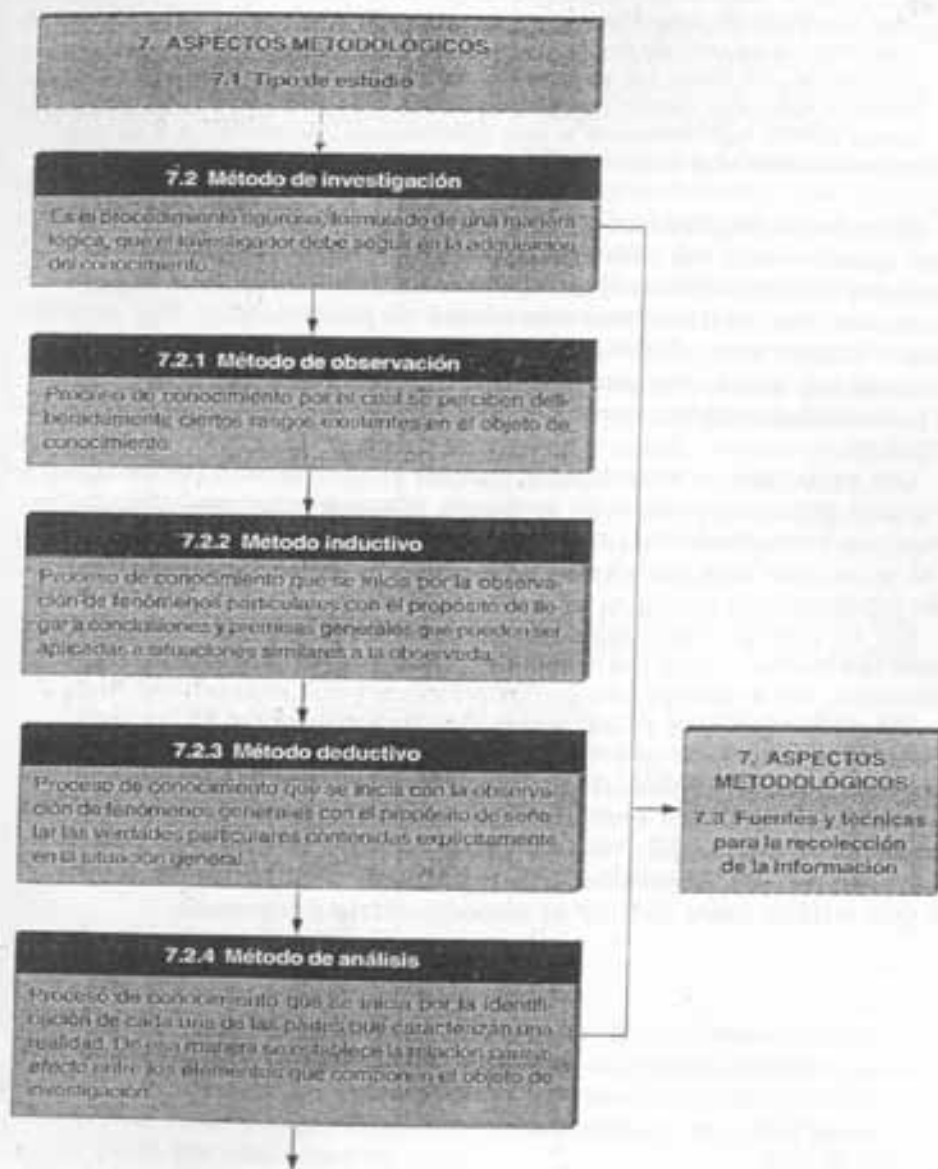 7. ASPECTOS METODOLÓGICOS
7.1 Tipo de estudio
7.2 Método de investigación
Es el procedimiento riguroso, formulado de una manera
lógica, que el investigador debe seguir en la adquisición
del conocimiento.
7.2.1 Método de observación
Proceso de conocimiento por el cual se perciben deli-
beradamente ciertos rasgos existentes en el objeto de
conocimiento.
7.2.2 Método inductivo
Proceso de conocimiento que se inicia por la observa-
ción de fenómenos particulares con el propósito de lle-
gar a conclusiones y premisas generales que pueden ser
aplicadas a situaciones similares a la observada.
7.2.3 Método deductivo
Proceso de conocimiento que se inicia con la observa-
ción de fenómenos generales con el propósito de seña-
lar las verdades particulares contenidas explícitamente
en la situación general.
7.2.4 Método de análisis
Proceso de conocimiento que se inicia por la identifi-
cación de cada una de las partes que caracterizan una
realidad. De esa manera se establece la relación causa-
efecto entre los elementos que componen el objeto de
investigación.
7. ASPECTOS
METODOLÓGICOS
7.3 Fuentes y técnicas
para la recolección
de la información